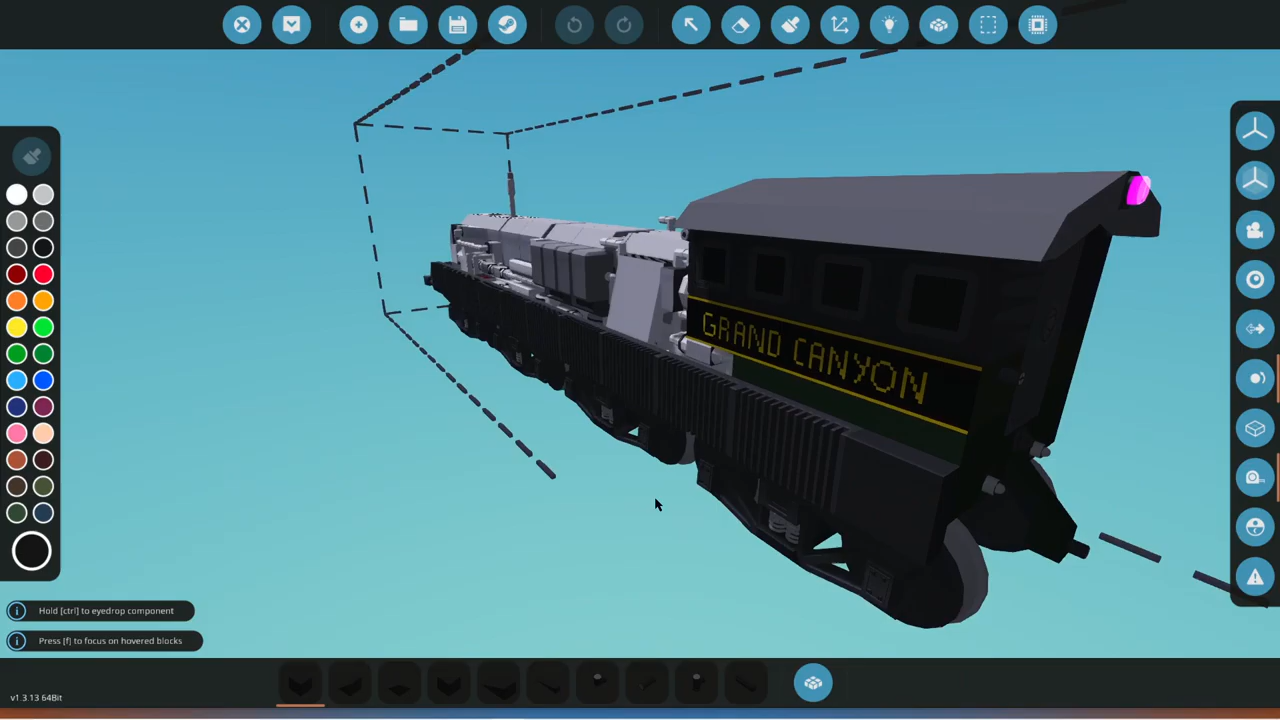 GRAND CANYON
Hold [ctrl] to eyedrop component
Press [f] to focus on hovered blocks
v1.3.13 64Bit